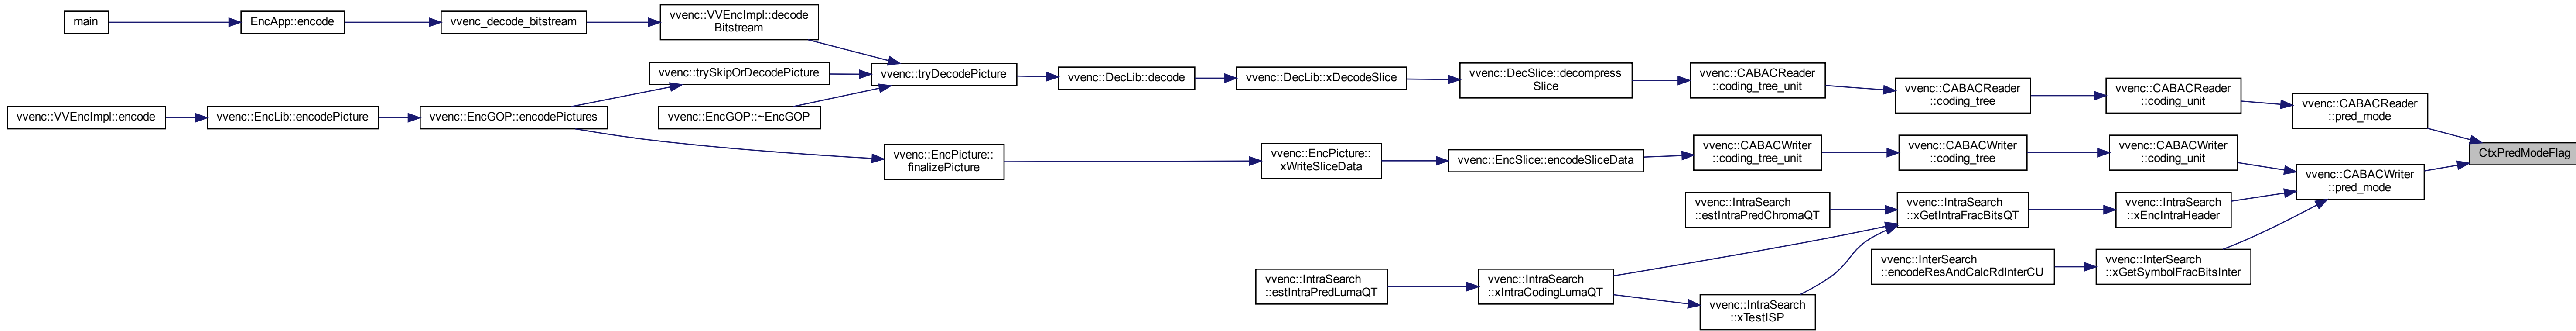 main
EncApp::encode
vvenc_decode_bitstream
vvenc::VVEncImpl::decode
Bitstream
vvenc::trySkipOrDecodePicture
vvenc::tryDecodePicture
vvenc::DecLib::decode
vvenc::DecLib::xDecodeSlice
vvenc::DecSlice::decompress
Slice
vvenc::CABACReader
::coding_tree_unit
vvenc::CABACReader
::coding_tree
vvenc::CABACReader
::coding_unit
vvenc::CABACReader
::pred_mode
vvenc::VVEncImpl::encode
vvenc::EncLib::encodePicture
vvenc::EncGOP::encodePictures
vvenc::EncGOP::~EncGOP
vvenc::EncPicture::
finalizePicture
vvenc::EncPicture::
xWriteSliceData
vvenc::EncSlice::encodeSliceData
vvenc::CABACWriter
::coding_tree_unit
vvenc::CABACWriter
::coding_tree
vvenc::CABACWriter
::coding_unit
CtxPredModeFlag
vvenc::CABACWriter
::pred_mode
vvenc::IntraSearch
::estIntraPredChromaQT
vvenc::IntraSearch
::xGetIntraFracBitsQT
vvenc::IntraSearch
::xEncIntraHeader
vvenc::InterSearch
::encodeResAndCalcRdInterCU
vvenc::InterSearch
::xGetSymbolFracBitsInter
vvenc::IntraSearch
::estIntraPredLumaQT
vvenc::IntraSearch
::xIntraCodingLumaQT
vvenc::IntraSearch
::xTestISP